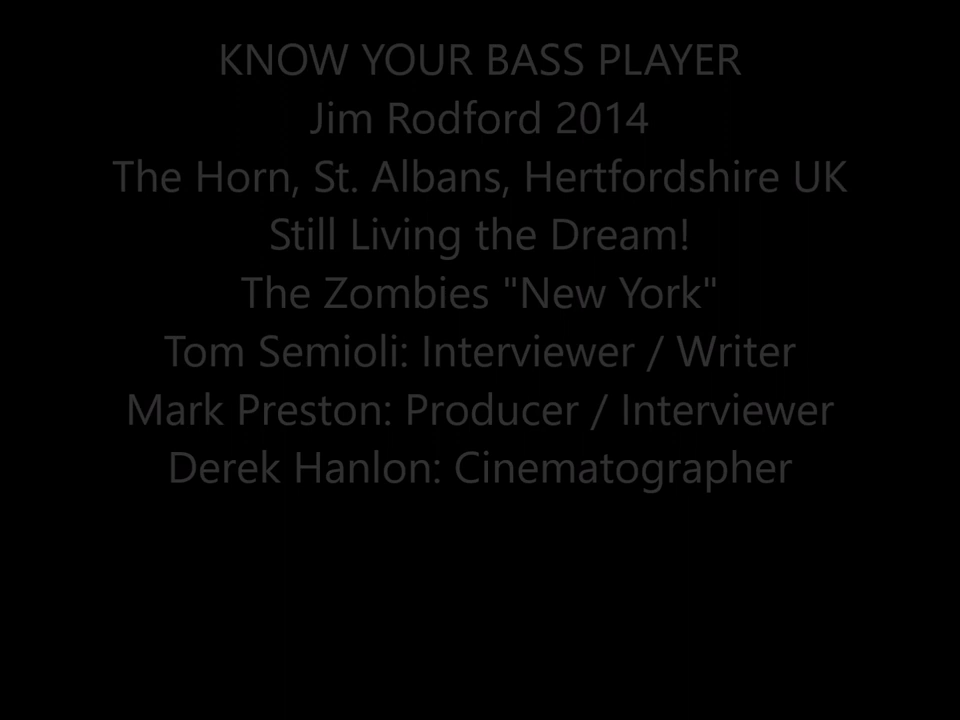 KNOW YOUR BASS PLAYER
Jim Rodford 2014
The Horn, St. Albans, Hertfordshire UK
Still Living the Dream!
The Zombies "New York"
Tom Semioli: Interviewer / Writer
Mark Preston: Producer / Interviewer
Derek Hanlon: Cinematographer